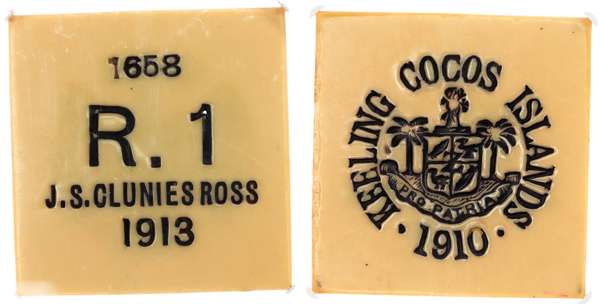 1658
R.1
J.S.CLUNIES ROSS
1913
KEELING COCOS ISLANDS.
PRO PATRIA
· 1910 ·